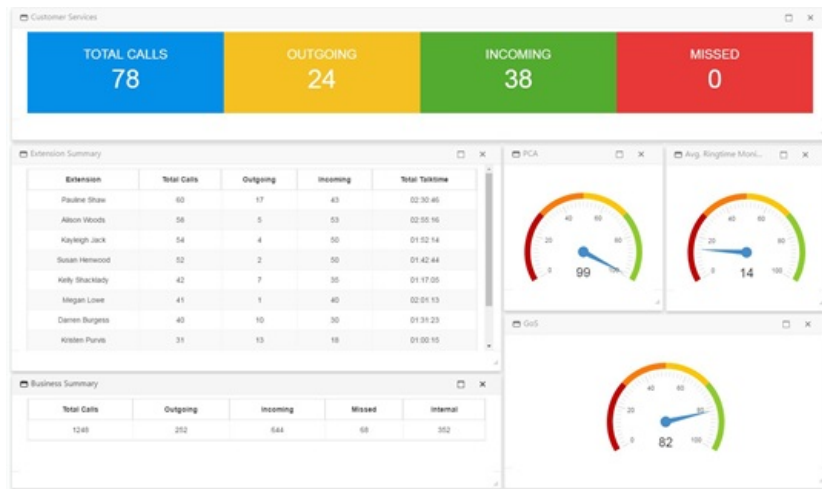 Customer Services
TOTAL CALLS
78
OUTGOING
24
INCOMING
38
MISSED
0
Extension Summary
Extension Total Calls Outgoing Incoming Total Talktime
Pauline Shaw 60 17 43 02:30:46
Alison Woods 58 5 53 02:55:16
Kayleigh Jack 54 4 50 01:52:14
Susan Henwood 52 2 50 01:42:44
Kelly Shacklady 42 7 35 01:17:05
Megan Lowe 41 1 40 02:01:13
Darren Burgess 40 10 30 01:31:23
Kristen Purvis 31 13 18 01:00:15
PCA
40 60
20 80
0 100
99
Avg. Ringtime Moni...
40 60
20 80
0 100
14
GoS
40 60
20 80
0 100
82
Business Summary
Total Calls Outgoing Incoming Missed Internal
1248 252 644 68 352